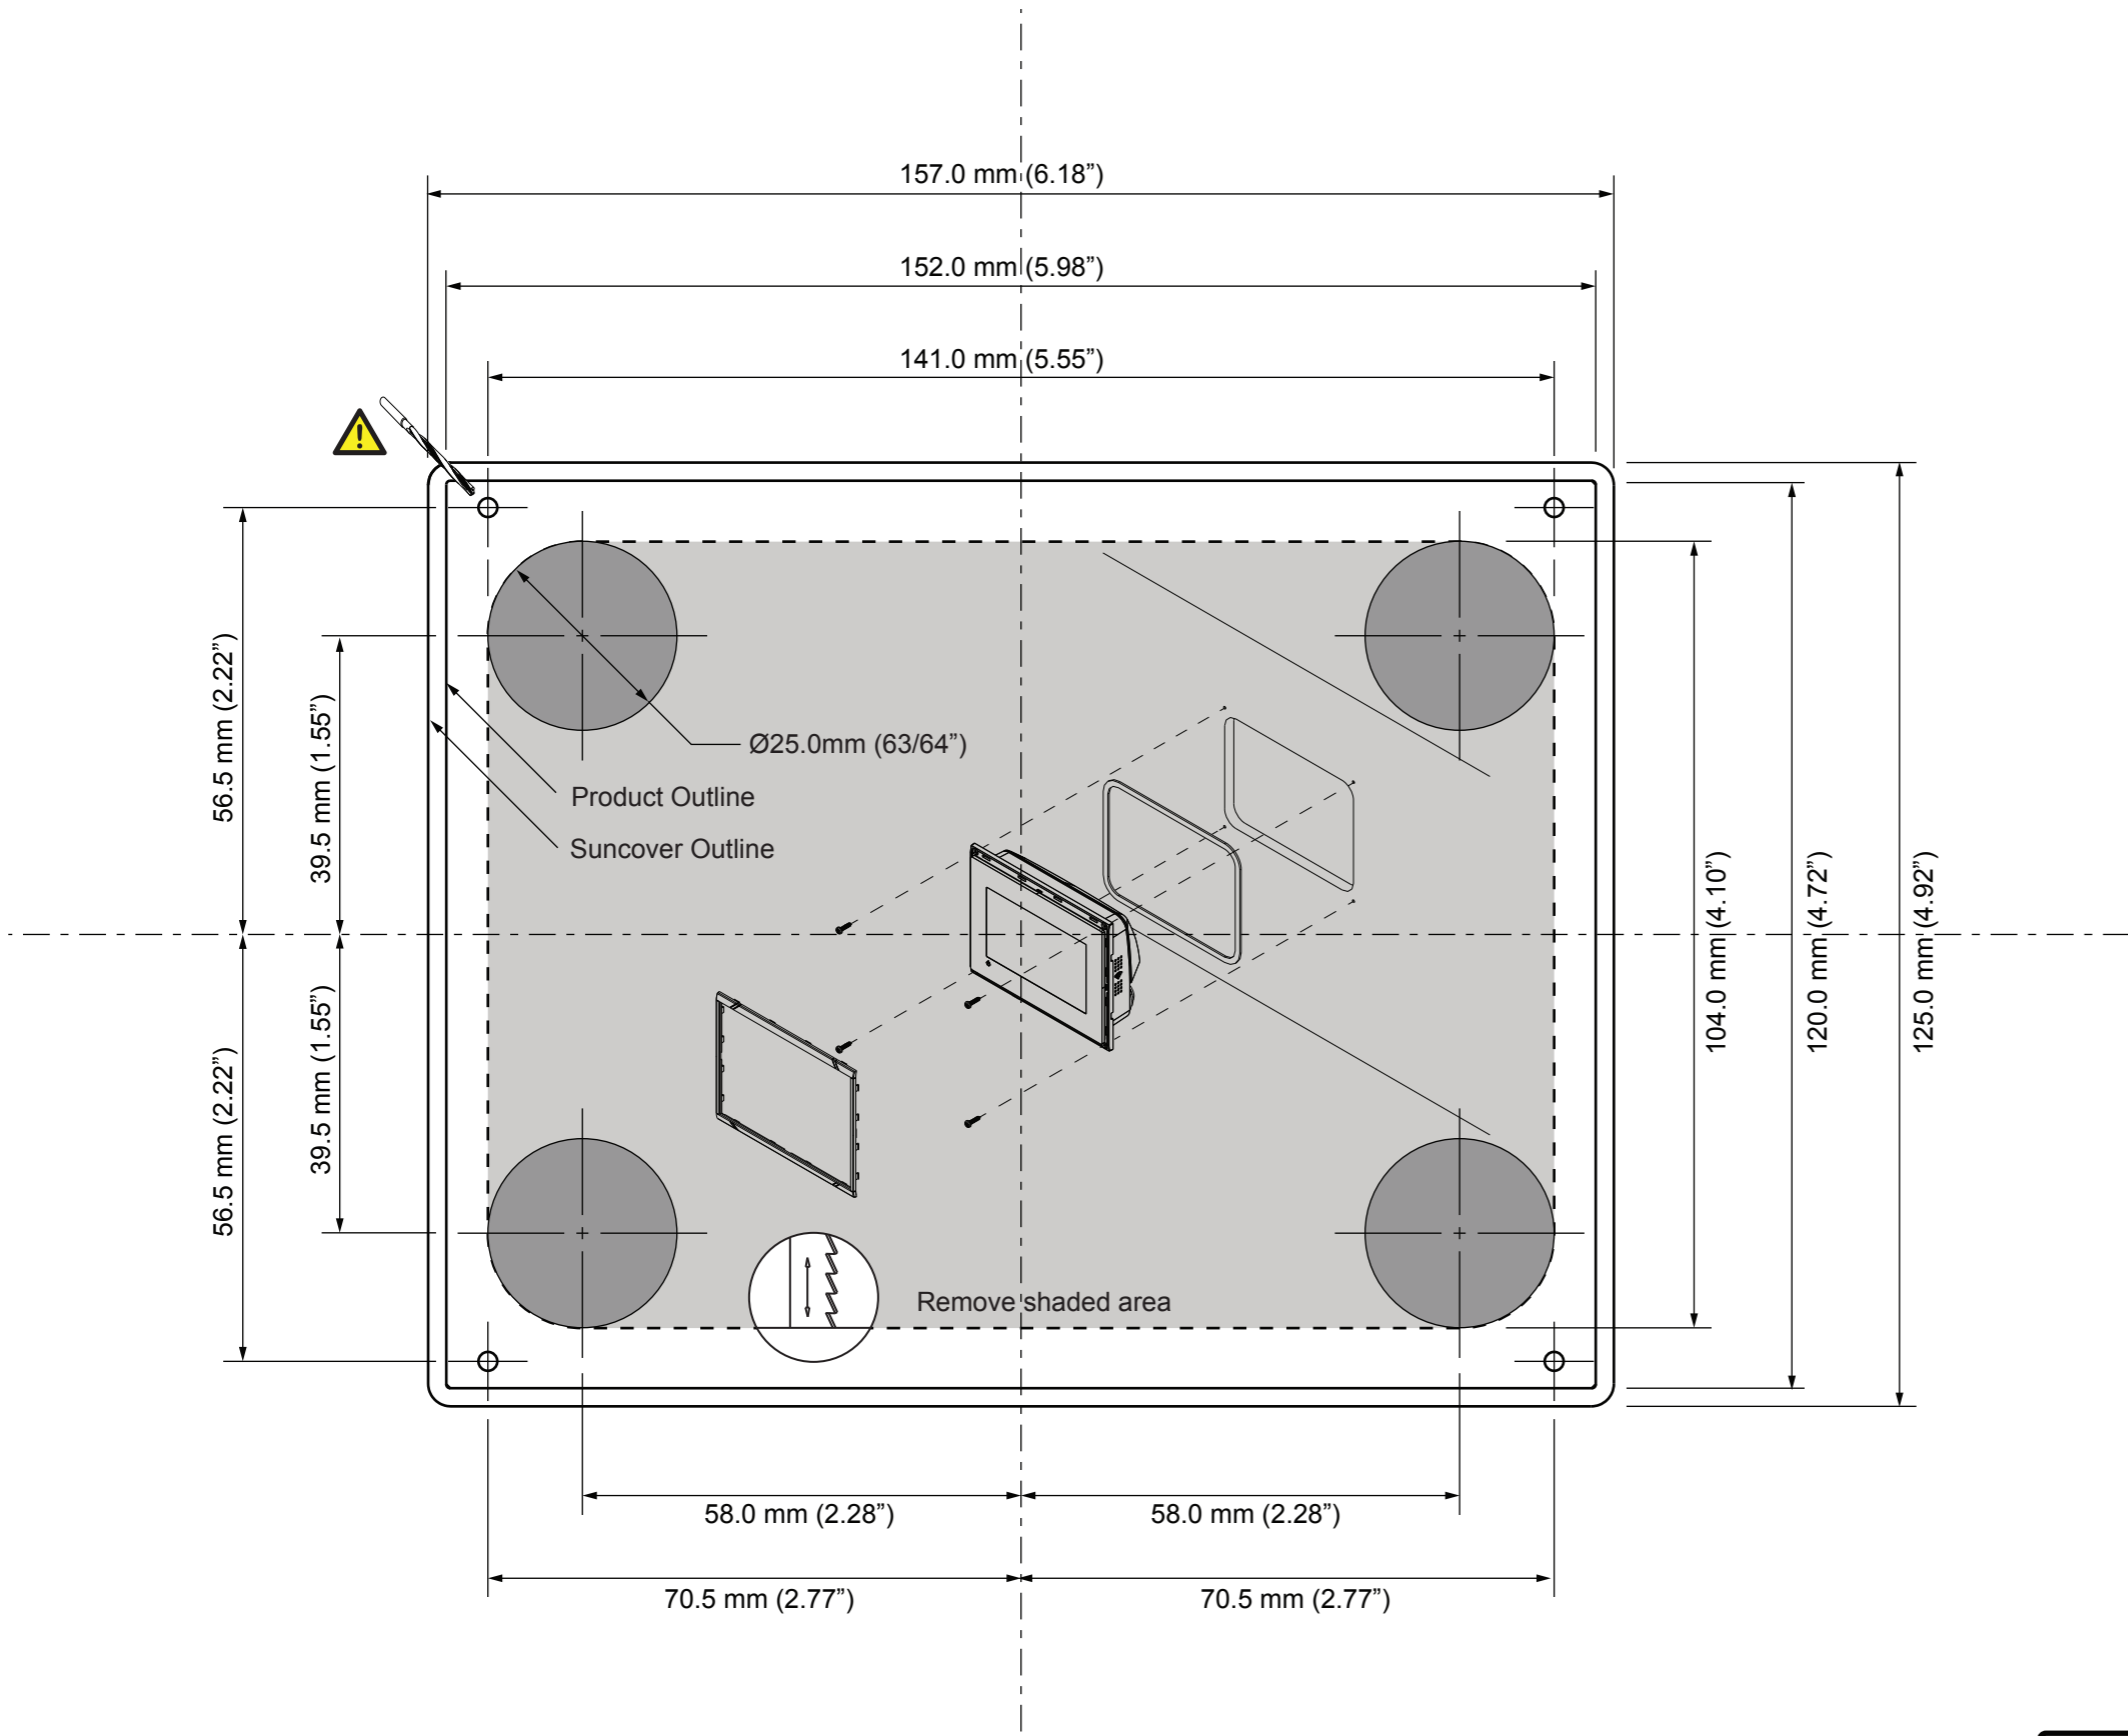 157.0 mm (6.18”)
152.0 mm (5.98”)
141.0 mm (5.55”)
56.5 mm (2.22”)
39.5 mm (1.55”)
Ø25.0mm (63/64”)
Product Outline
Suncover Outline
104.0 mm (4.10”)
120.0 mm (4.72”)
125.0 mm (4.92”)
39.5 mm (1.55”)
56.5 mm (2.22”)
Remove shaded area
58.0 mm (2.28”)
58.0 mm (2.28”)
70.5 mm (2.77”)
70.5 mm (2.77”)